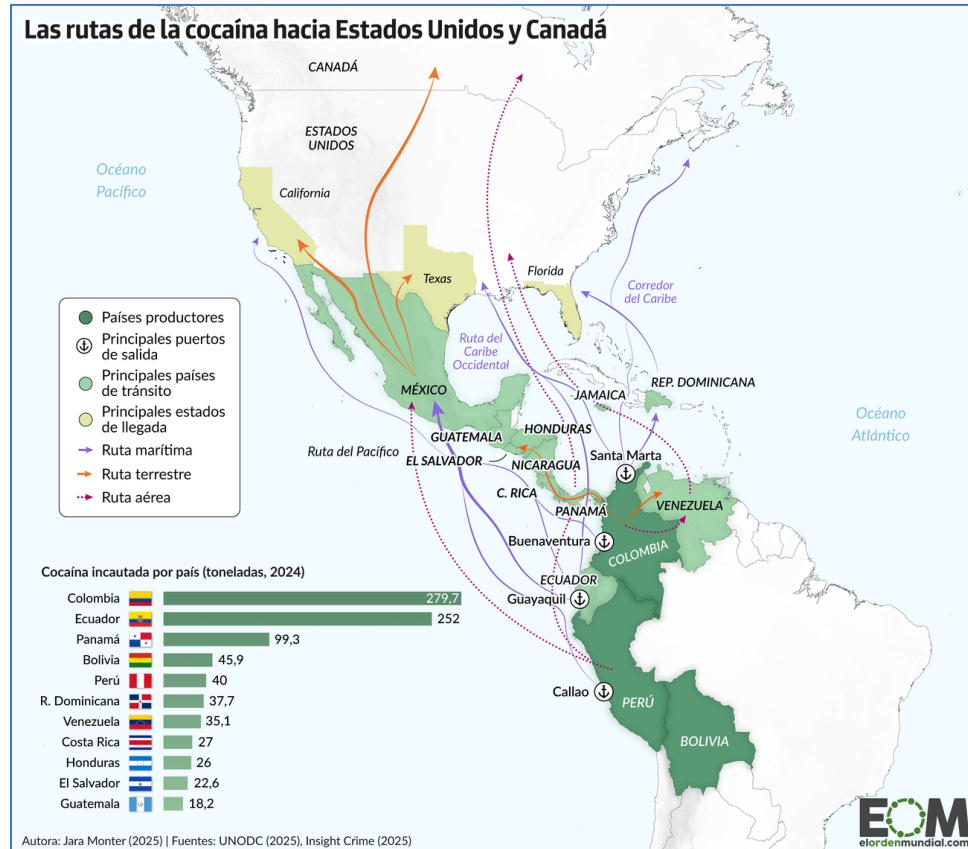 Las rutas de la cocaína hacia Estados Unidos y Canadá
CANADÁ
ESTADOS
UNIDOS
Océano
Pacífico
California
Texas
Florida
Corredor
del Caribe
Ruta del
Caribe
Occidental
Países productores
Principales puertos
de salida
Principales países
de tránsito
Principales estados
de llegada
Ruta marítima
Ruta terrestre
Ruta aérea
MÉXICO
REP. DOMINICANA
JAMAICA
Océano
Atlántico
GUATEMALA
HONDURAS
Ruta del Pacífico
EL SALVADOR
NICARAGUA
Santa Marta
C. RICA
PANAMÁ
VENEZUELA
Buenaventura
COLOMBIA
ECUADOR
Guayaquil
Callao
PERÚ
BOLIVIA
Cocaína incautada por país (toneladas, 2024)
Colombia 279,7
Ecuador 252
Panamá 99,3
Bolivia 45,9
Perú 40
R. Dominicana 37,7
Venezuela 35,1
Costa Rica 27
Honduras 26
El Salvador 22,6
Guatemala 18,2
Autora: Jara Monter (2025) | Fuentes: UNODC (2025), Insight Crime (2025)
EOM
elordenmundial.com